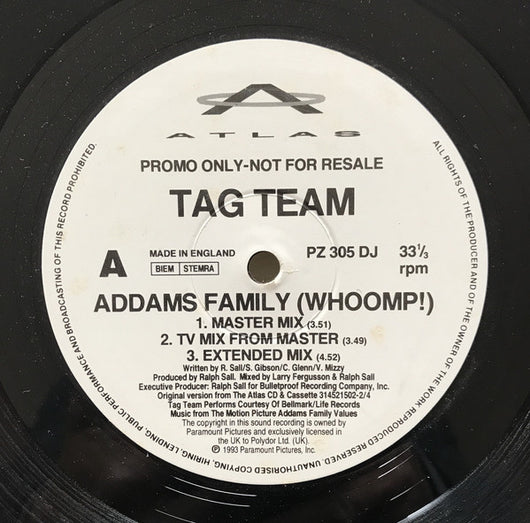 ATLAS
PROMO ONLY-NOT FOR RESALE
TAG TEAM
A
MADE IN ENGLAND
BIEM STEMRA
PZ 305 DJ
33⅓
rpm
ADDAMS FAMILY (WHOOMP!)
1. MASTER MIX (3.51)
2. TV MIX FROM MASTER (3.49)
3. EXTENDED MIX (4.52)
Written by R. Sall/S. Gibson/C. Glenn/V. Mizzy
Produced by Ralph Sall. Mixed by Larry Fergusson & Ralph Sall
Executive Producer: Ralph Sall for Bulletproof Recording Company, Inc.
Original version from The Atlas CD & Cassette 314521502-2/4
Tag Team Performs Courtesy Of Bellmark/Life Records
Music from The Motion Picture Addams Family Values
The copyright in this sound recording is owned by
Paramount Pictures and exclusively licensed in
the UK to Polydor Ltd. (UK).
℗ 1993 Paramount Pictures, Inc.
ALL RIGHTS OF THE PRODUCER AND OF THE OWNER OF THE WORK REPRODUCED RESERVED. UNAUTHORISED COPYING, HIRING, LENDING, PUBLIC PERFORMANCE AND BROADCASTING OF THIS RECORD PROHIBITED.